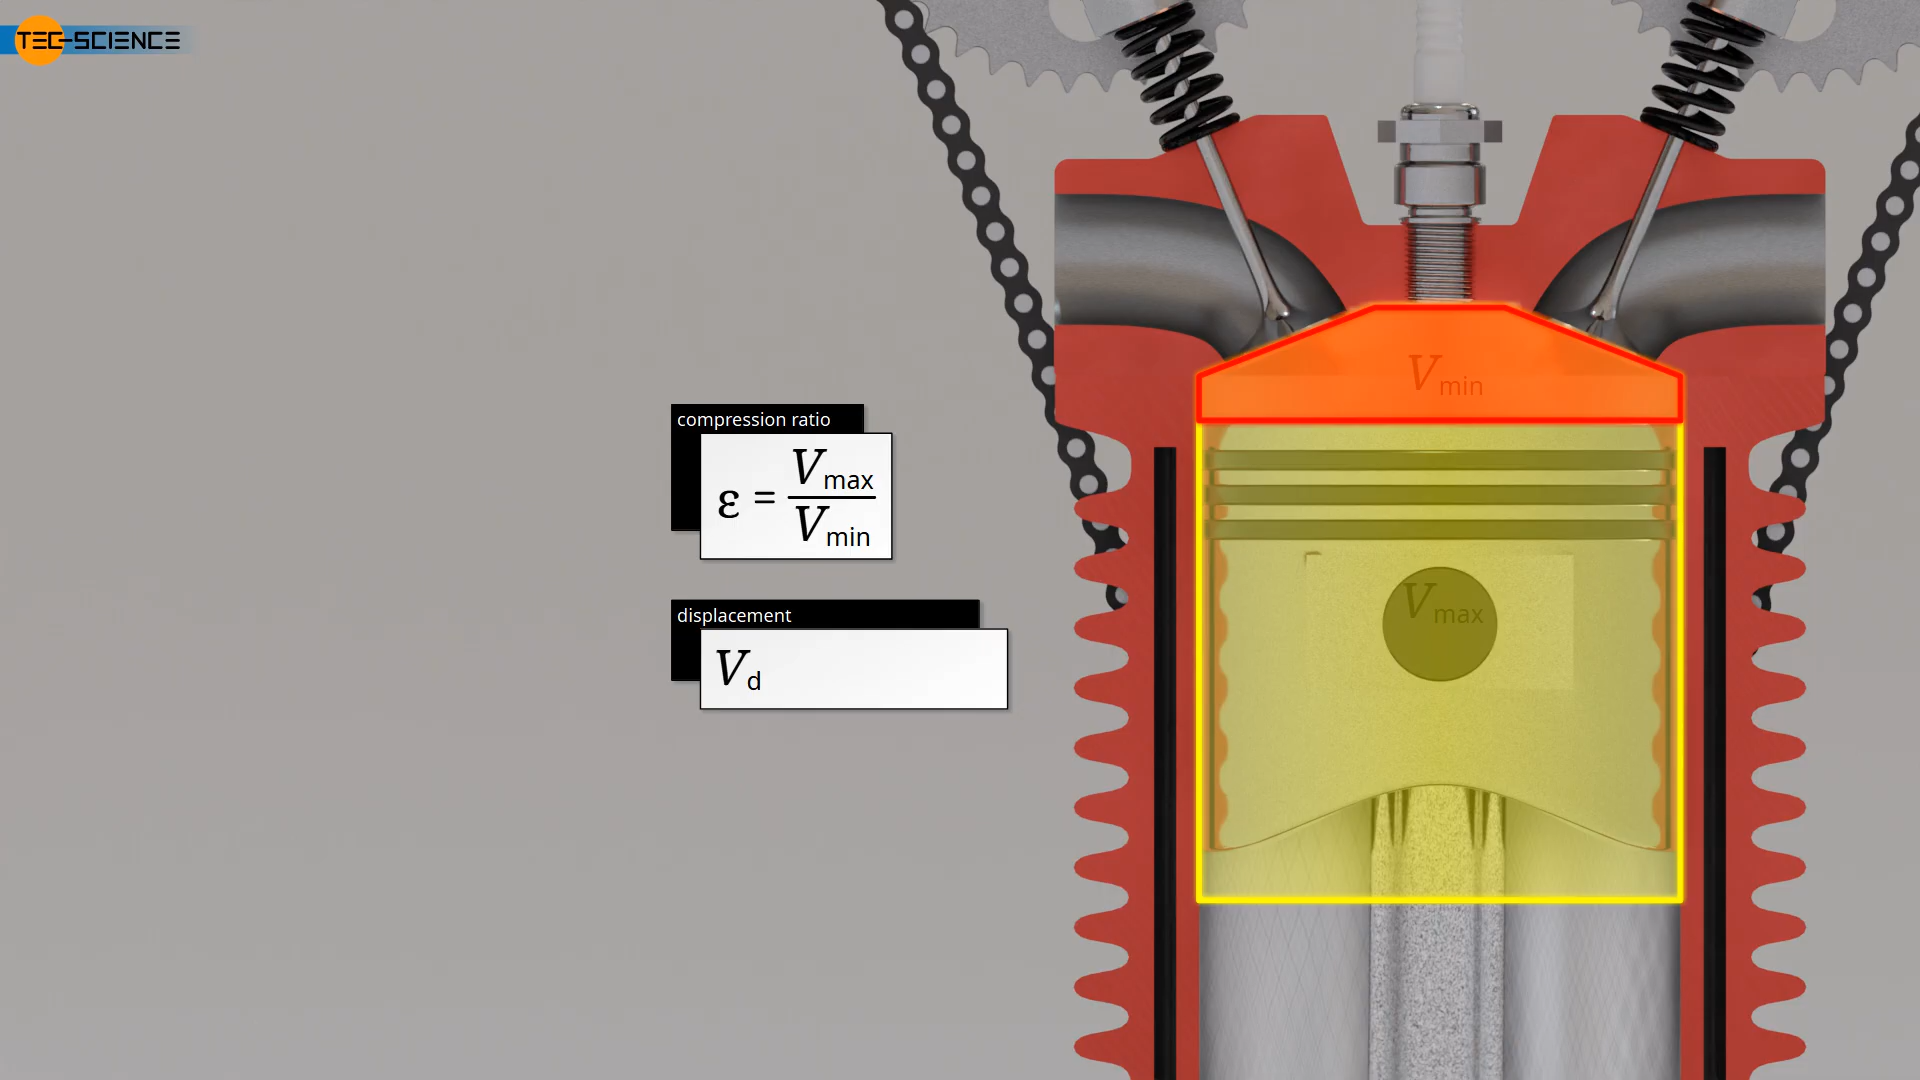 TEC-SCIENCE
compression ratio
ε = Vmax / Vmin
displacement
Vd
Vmin
Vmax